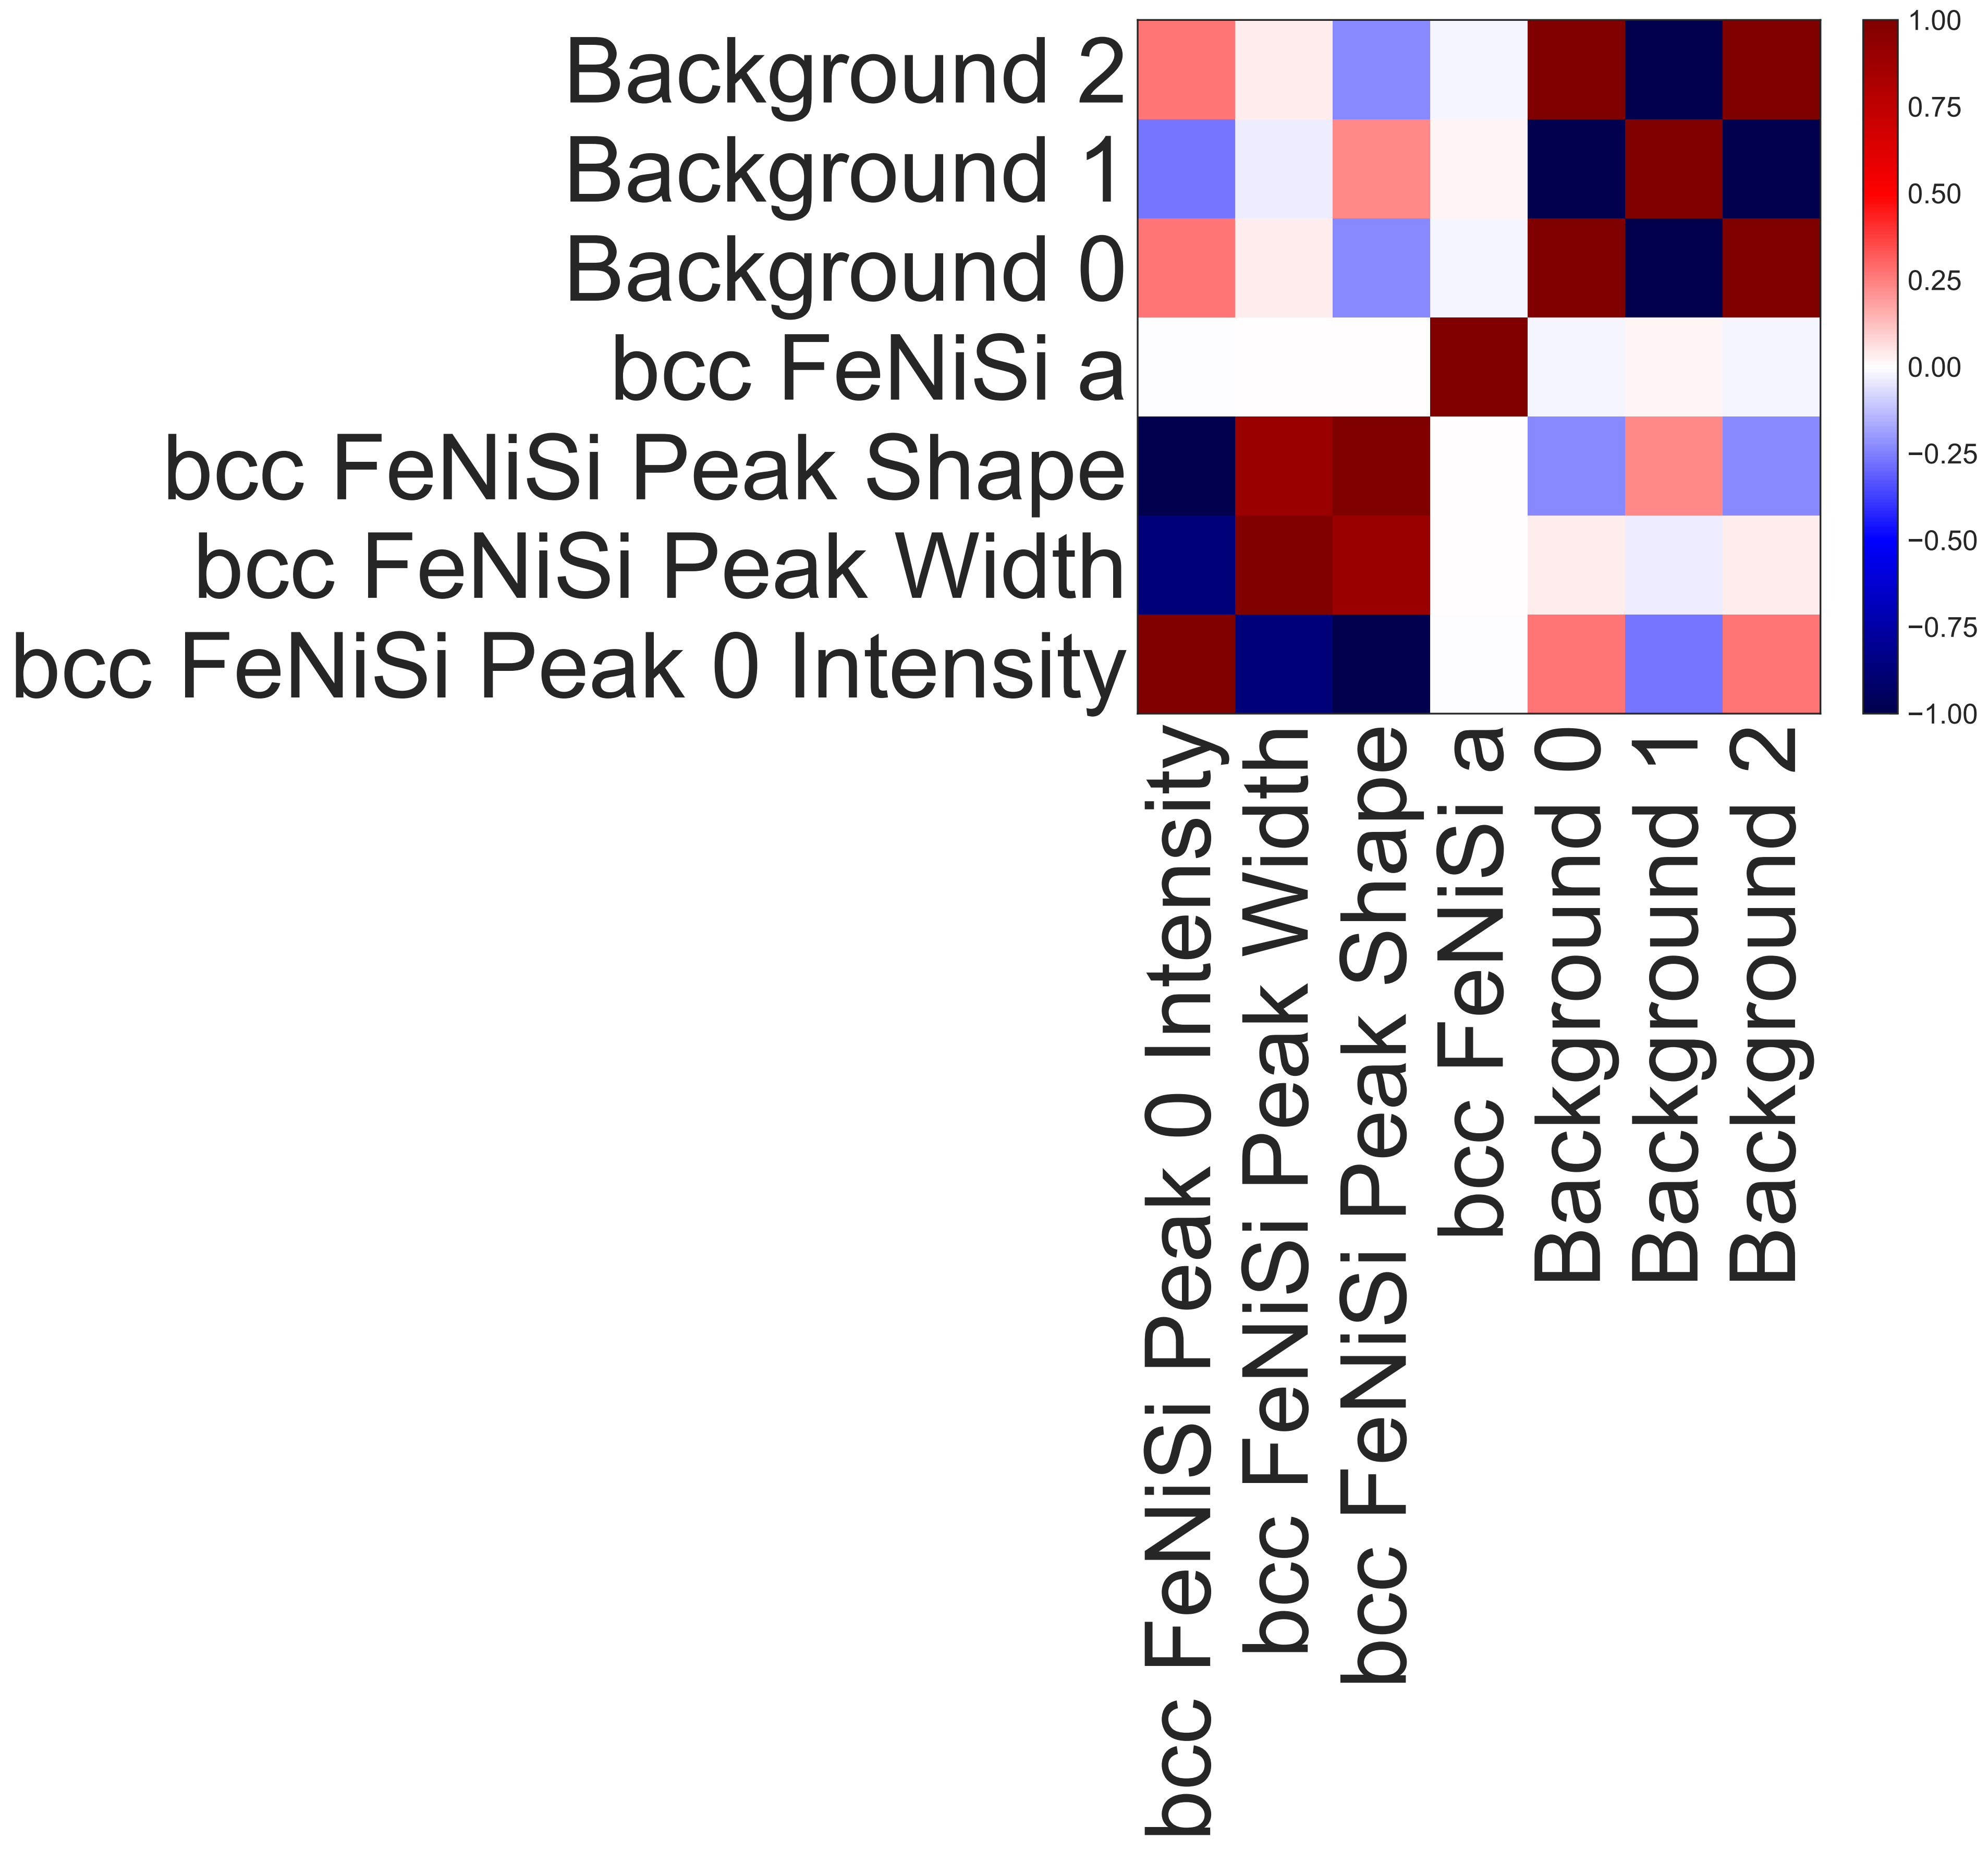 Background 2
Background 1
Background 0
bcc FeNiSi a
bcc FeNiSi Peak Shape
bcc FeNiSi Peak Width
bcc FeNiSi Peak 0 Intensity
bcc FeNiSi Peak 0 Intensity
bcc FeNiSi Peak Width
bcc FeNiSi Peak Shape
bcc FeNiSi a
Background 0
Background 1
Background 2
1.00
0.75
0.50
0.25
0.00
−0.25
−0.50
−0.75
−1.00